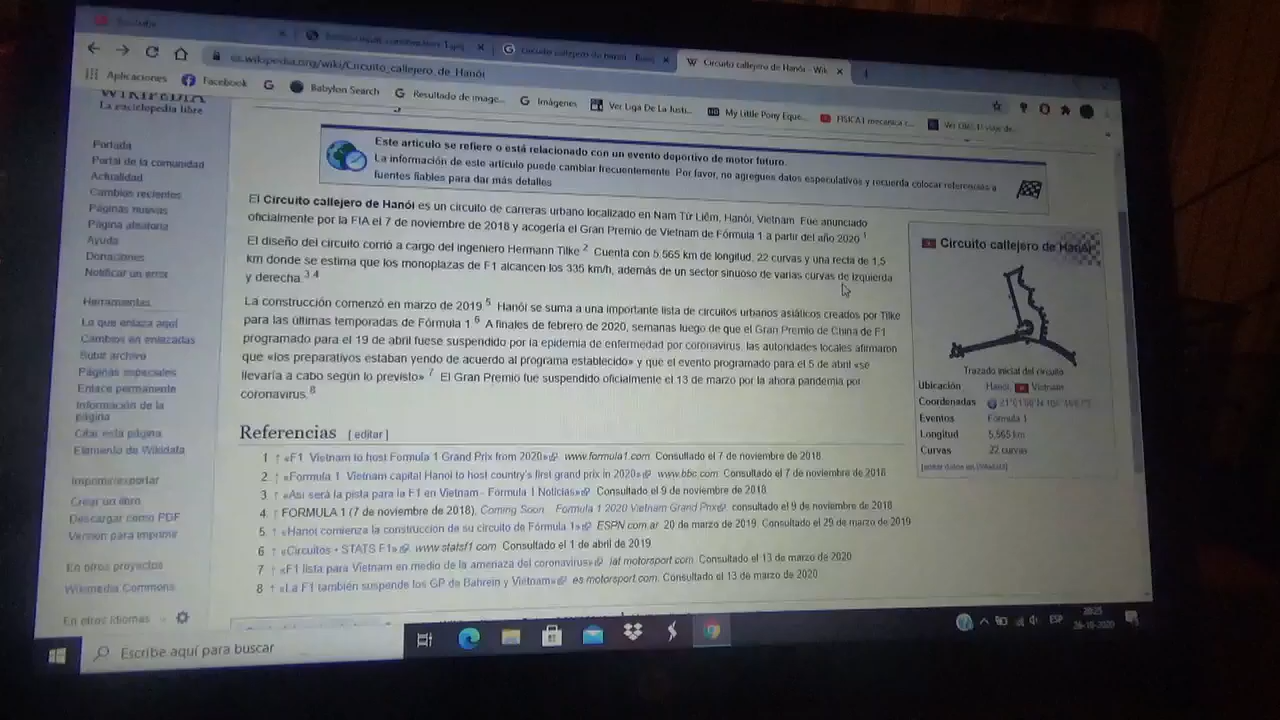 Circuito callejero de Hanói - Wik
es.wikipedia.org/wiki/Circuito_callejero_de_Hanói
Aplicaciones Facebook Babylon Search Resultado de image... Imágenes Ver Liga De La Justi... My Little Pony Eque... FISICA1 mecanica c...
WIKIPEDIA
La enciclopedia libre
Portada
Portal de la comunidad
Actualidad
Cambios recientes
Páginas nuevas
Página aleatoria
Ayuda
Donaciones
Notificar un error
Herramientas
Lo que enlaza aquí
Cambios en enlazadas
Subir archivo
Páginas especiales
Enlace permanente
Información de la
página
Citar esta página
Elemento de Wikidata
Imprimir/exportar
Crear un libro
Descargar como PDF
Versión para imprimir
En otros proyectos
Wikimedia Commons
En otros idiomas
Este artículo se refiere o está relacionado con un evento deportivo de motor futuro.
La información de este artículo puede cambiar frecuentemente. Por favor, no agregues datos especulativos y recuerda colocar referencias a
fuentes fiables para dar más detalles
El Circuito callejero de Hanói es un circuito de carreras urbano localizado en Nam Từ Liêm, Hanói, Vietnam. Fue anunciado
oficialmente por la FIA el 7 de noviembre de 2018 y acogería el Gran Premio de Vietnam de Fórmula 1 a partir del año 2020 1
El diseño del circuito corrió a cargo del ingeniero Hermann Tilke 2 Cuenta con 5.565 km de longitud, 22 curvas y una recta de 1,5
km donde se estima que los monoplazas de F1 alcancen los 335 km/h, además de un sector sinuoso de varias curvas de izquierda
y derecha. 3 4
La construcción comenzó en marzo de 2019 5 Hanói se suma a una importante lista de circuitos urbanos asiáticos creados por Tilke
para las últimas temporadas de Fórmula 1. 6 A finales de febrero de 2020, semanas luego de que el Gran Premio de China de F1
programado para el 19 de abril fuese suspendido por la epidemia de enfermedad por coronavirus, las autoridades locales afirmaron
que «los preparativos estaban yendo de acuerdo al programa establecido» y que el evento programado para el 5 de abril «se
llevaría a cabo según lo previsto» 7 El Gran Premio fue suspendido oficialmente el 13 de marzo por la ahora pandemia por
coronavirus. 8
Referencias [ editar ]
1 ↑ «F1 Vietnam to host Formula 1 Grand Prix from 2020» www.formula1.com. Consultado el 7 de noviembre de 2018
2 ↑ «Formula 1 Vietnam capital Hanoi to host country's first grand prix in 2020» www.bbc.com Consultado el 7 de noviembre de 2018
3 ↑ «Así será la pista para la F1 en Vietnam - Fórmula 1 Noticias» Consultado el 9 de noviembre de 2018
4. ↑ FORMULA 1 (7 de noviembre de 2018), Coming Soon Formula 1 2020 Vietnam Grand Prix, consultado el 9 de noviembre de 2018
5 ↑ «Hanoi comienza la construccion de su circuito de Fórmula 1» ESPN.com.ar 20 de marzo de 2019. Consultado el 29 de marzo de 2019
6 ↑ «Circuitos • STATS F1» www.statsf1.com Consultado el 1 de abril de 2019
7 ↑ «F1 lista para Vietnam en medio de la amenaza del coronavirus» lat.motorsport.com. Consultado el 13 de marzo de 2020
8 ↑ «La F1 también suspende los GP de Bahrein y Vietnam» es.motorsport.com. Consultado el 13 de marzo de 2020
Circuito callejero de Hanói
Trazado inicial del circuito
Ubicación Hanói, Vietnam
Coordenadas
Eventos Fórmula 1
Longitud 5,565 km
Curvas 22 curvas
[editar datos en Wikidata]
Escribe aquí para buscar
ESP
20:25